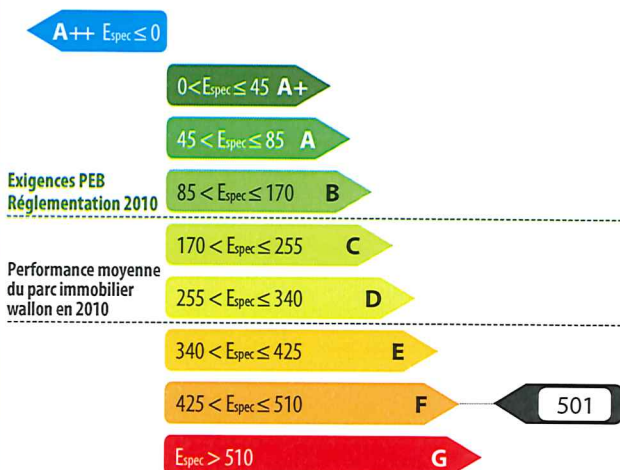 A++ Espec ≤ 0
0 < Espec ≤ 45 A+
45 < Espec ≤ 85 A
Exigences PEB
Réglementation 2010
85 < Espec ≤ 170 B
170 < Espec ≤ 255 C
Performance moyenne
du parc immobilier
wallon en 2010
255 < Espec ≤ 340 D
340 < Espec ≤ 425 E
425 < Espec ≤ 510 F
501
Espec > 510 G